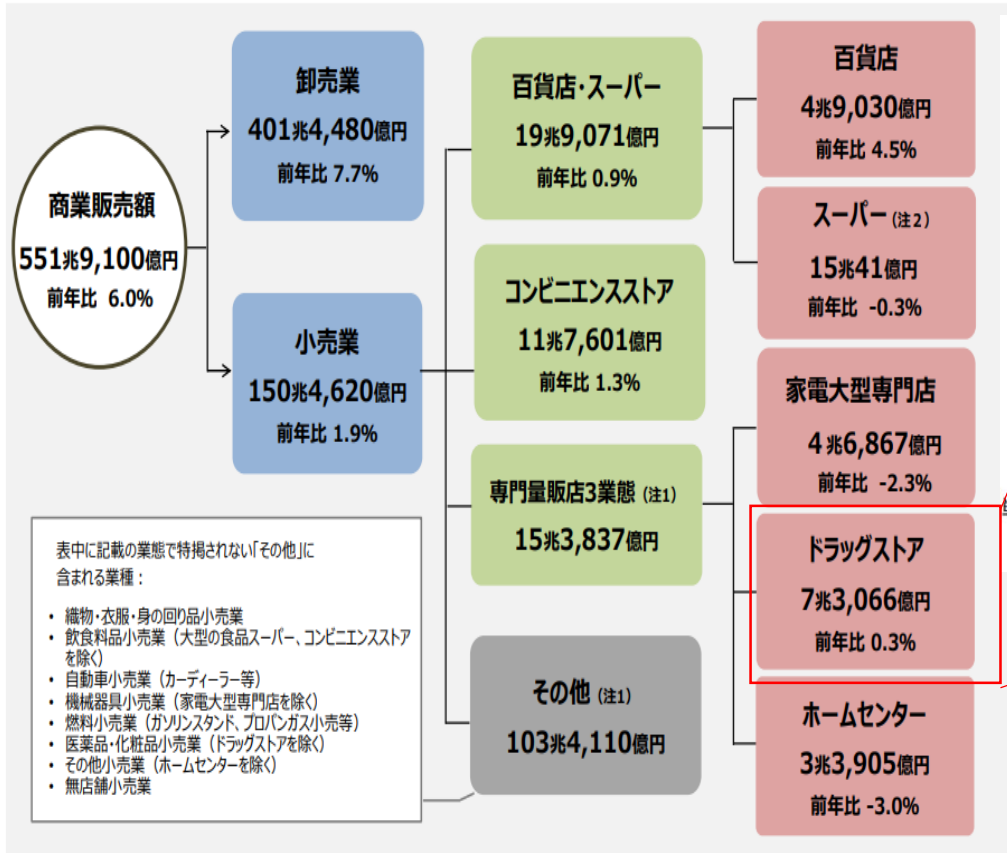 商業販売額
551兆9,100億円
前年比 6.0%
卸売業
401兆4,480億円
前年比 7.7%
小売業
150兆4,620億円
前年比 1.9%
百貨店・スーパー
19兆9,071億円
前年比 0.9%
コンビニエンスストア
11兆7,601億円
前年比 1.3%
専門量販店3業態 (注1)
15兆3,837億円
その他 (注1)
103兆4,110億円
百貨店
4兆9,030億円
前年比 4.5%
スーパー (注2)
15兆41億円
前年比 -0.3%
家電大型専門店
4兆6,867億円
前年比 -2.3%
ドラッグストア
7兆3,066億円
前年比 0.3%
ホームセンター
3兆3,905億円
前年比 -3.0%
表中に記載の業態で特掲されない「その他」に
含まれる業種：
• 織物・衣服・身の回り品小売業
• 飲食料品小売業（大型の食品スーパー、コンビニエンスストア
を除く）
• 自動車小売業（カーディーラー等）
• 機械器具小売業（家電大型専門店を除く）
• 燃料小売業（ガソリンスタンド、プロパンガス小売等）
• 医薬品・化粧品小売業（ドラッグストアを除く）
• その他小売業（ホームセンターを除く）
• 無店舗小売業